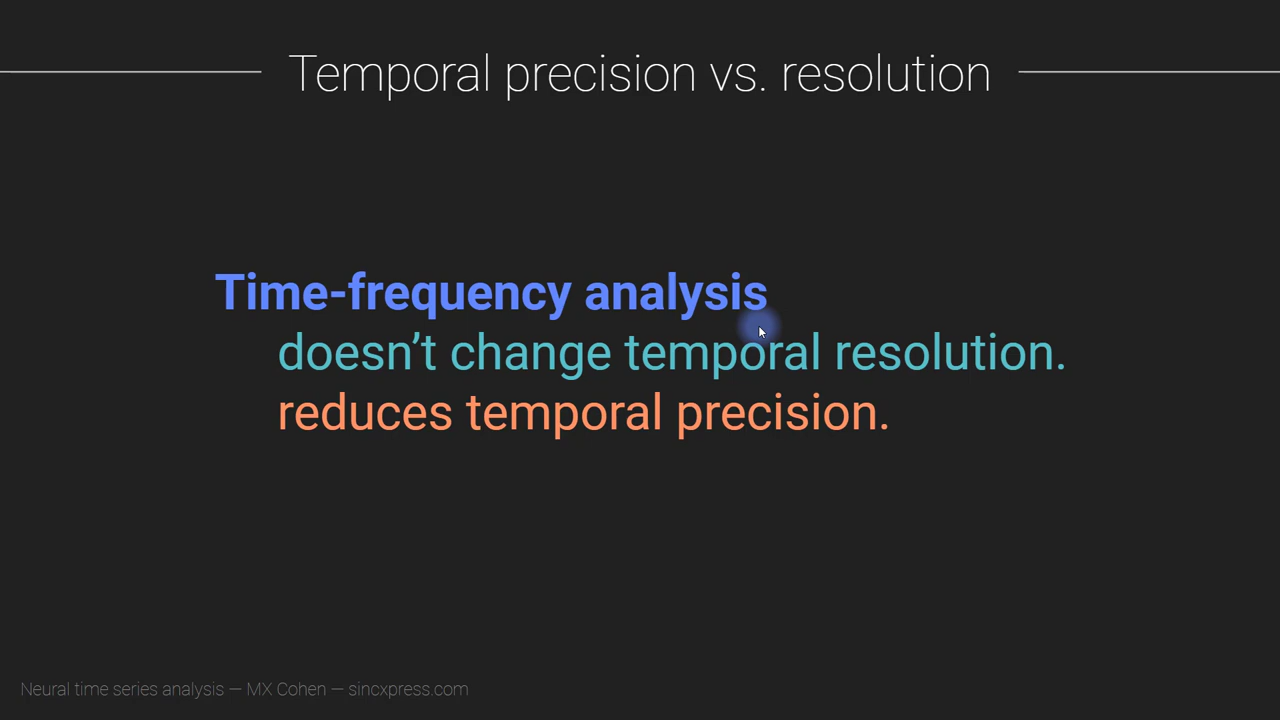 Temporal precision vs. resolution
Time-frequency analysis
doesn’t change temporal resolution.
reduces temporal precision.
Neural time series analysis — MX Cohen — sincxpress.com